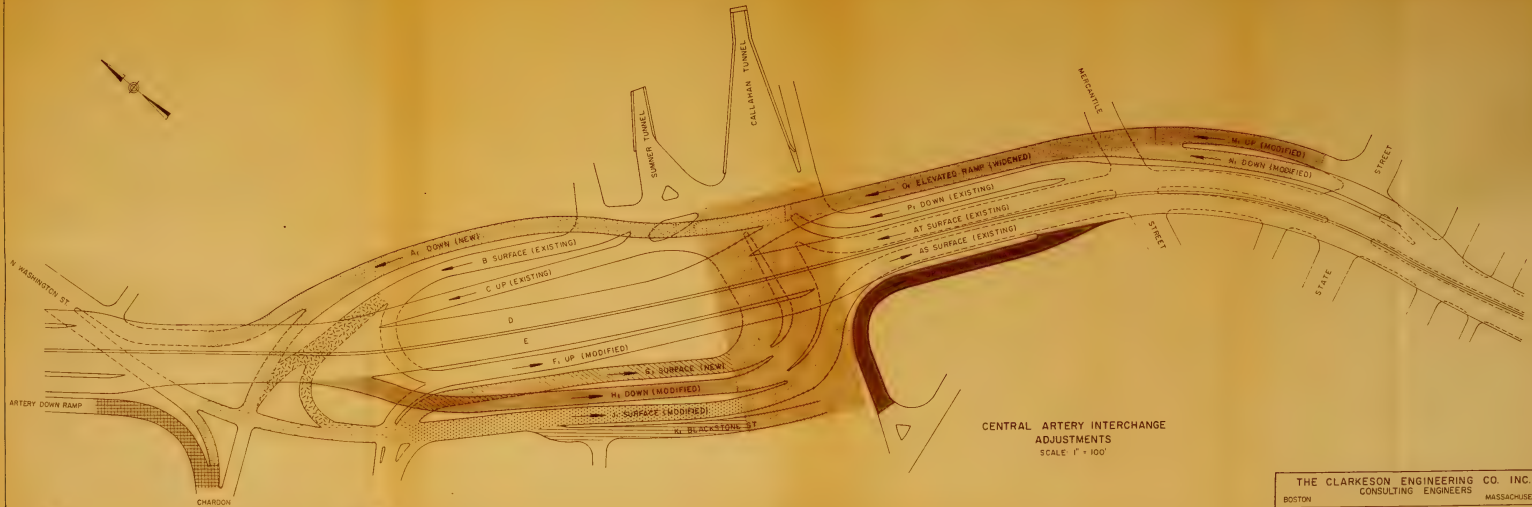 SUMNER TUNNEL
CALLAHAN TUNNEL
MERCANTILE
STREET
M₁ UP (MODIFIED)
N₁ DOWN (MODIFIED)
O₁ ELEVATED RAMP (WIDENED)
P₁ DOWN (EXISTING)
AT SURFACE (EXISTING)
AS SURFACE (EXISTING)
STREET
STATE
A₁ DOWN (NEW)
B SURFACE (EXISTING)
C UP (EXISTING)
D
E
F₁ UP (MODIFIED)
G₁ SURFACE (NEW)
H₁ DOWN (MODIFIED)
J₁ SURFACE (MODIFIED)
K₁ BLACKSTONE ST.
N WASHINGTON ST.
ARTERY DOWN RAMP
CHARDON
CENTRAL ARTERY INTERCHANGE
ADJUSTMENTS
SCALE: 1" = 100'
THE CLARKESON ENGINEERING CO. INC.
CONSULTING ENGINEERS
BOSTON MASSACHUSE